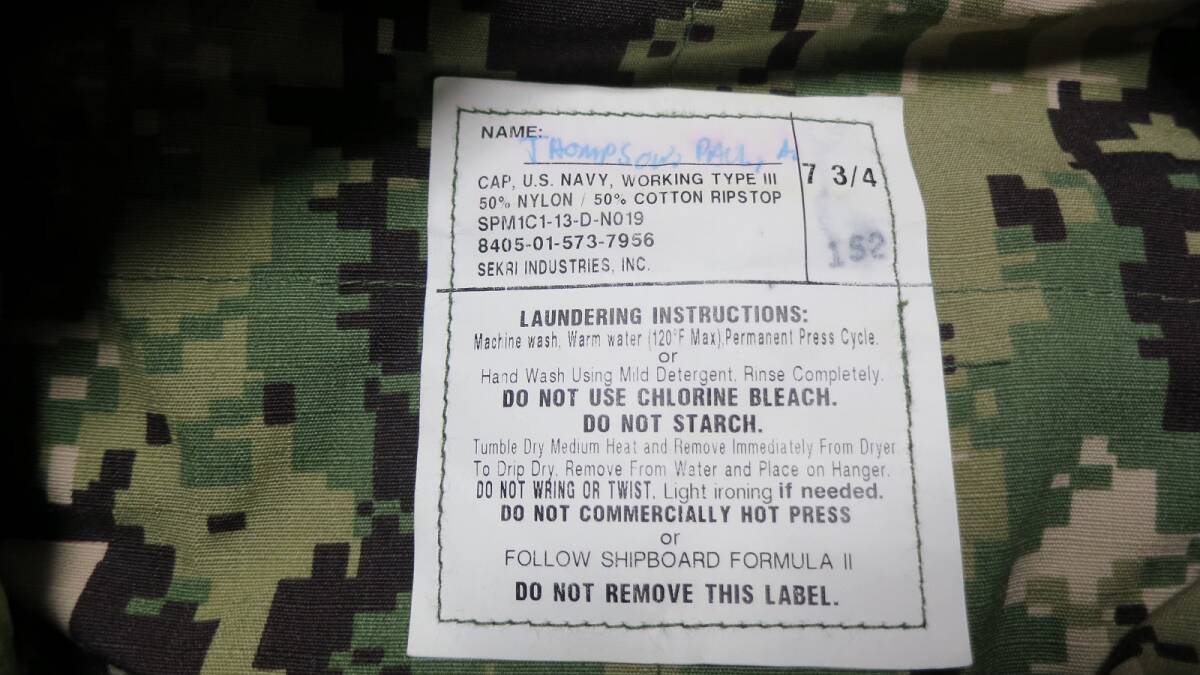 NAME: THOMPSON, PAUL, A.
CAP, U.S. NAVY, WORKING TYPE III
50% NYLON / 50% COTTON RIPSTOP
SPM1C1-13-D-N019
8405-01-573-7956
SEKRI INDUSTRIES, INC.
7 3/4
152
LAUNDERING INSTRUCTIONS:
Machine wash, Warm water (120°F Max),Permanent Press Cycle.
or
Hand Wash Using Mild Detergent. Rinse Completely.
DO NOT USE CHLORINE BLEACH.
DO NOT STARCH.
Tumble Dry Medium Heat and Remove Immediately From Dryer
To Drip Dry, Remove From Water and Place on Hanger.
DO NOT WRING OR TWIST. Light ironing if needed.
DO NOT COMMERCIALLY HOT PRESS
or
FOLLOW SHIPBOARD FORMULA II
DO NOT REMOVE THIS LABEL.